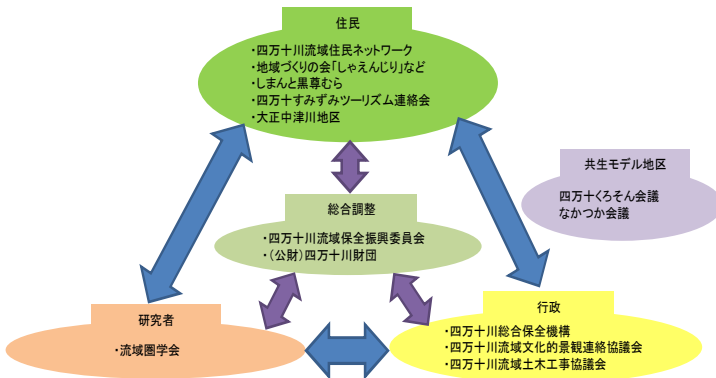 住民
・四万十川流域住民ネットワーク
・地域づくりの会「しゃえんじり」など
・しまんと黒尊むら
・四万十すみずみツーリズム連絡会
・大正中津川地区
共生モデル地区
四万十くろそん会議
なかつか会議
総合調整
・四万十川流域保全振興委員会
・（公財）四万十川財団
研究者
・流域圏学会
行政
・四万十川総合保全機構
・四万十川流域文化的景観連絡協議会
・四万十川流域土木工事協議会